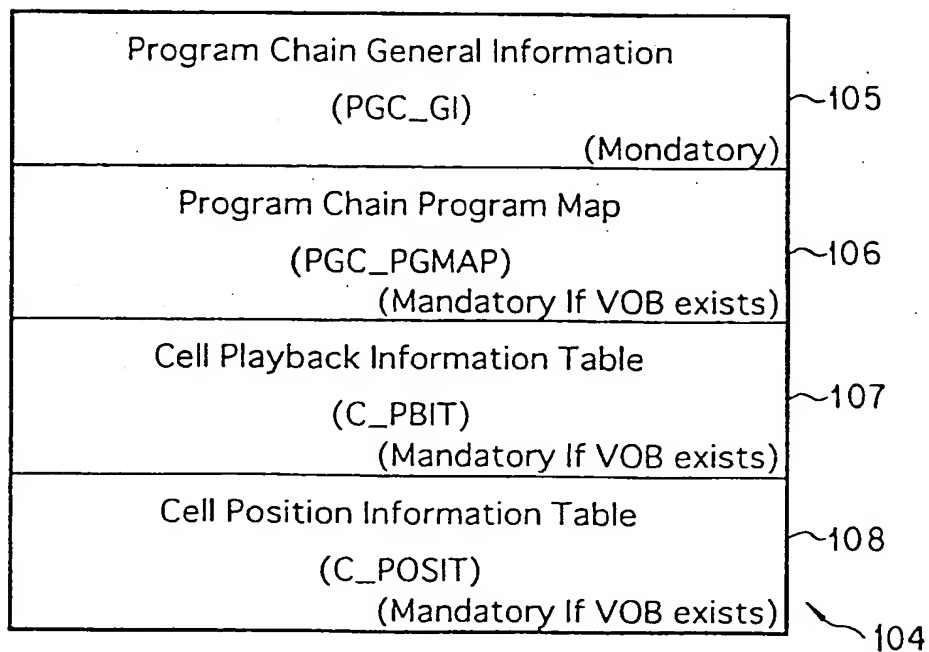 Program Chain General Information
(PGC_GI)
105
(Mondatory)
Program Chain Program Map
(PGC_PGMAP)
106
(Mandatory If VOB exists)
Cell Playback Information Table
(C_PBIT)
107
(Mandatory If VOB exists)
Cell Position Information Table
(C_POSIT)
108
(Mandatory If VOB exists)
104